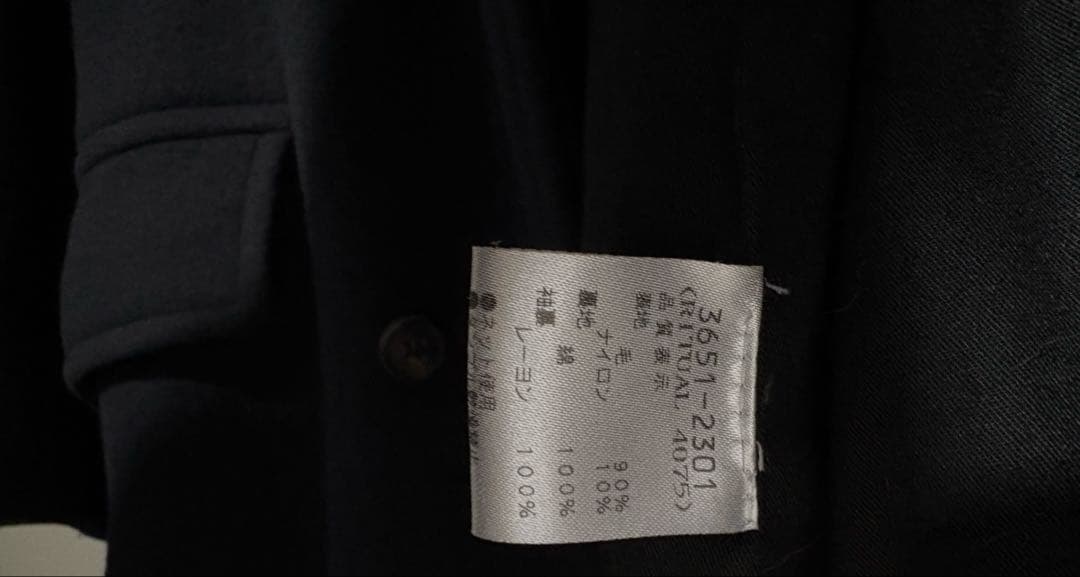 3651-2301
(RITUAL 4075)
品質表示
表地
毛 90%
ナイロン 10%
裏地
綿 100%
袖裏
レーヨン 100%